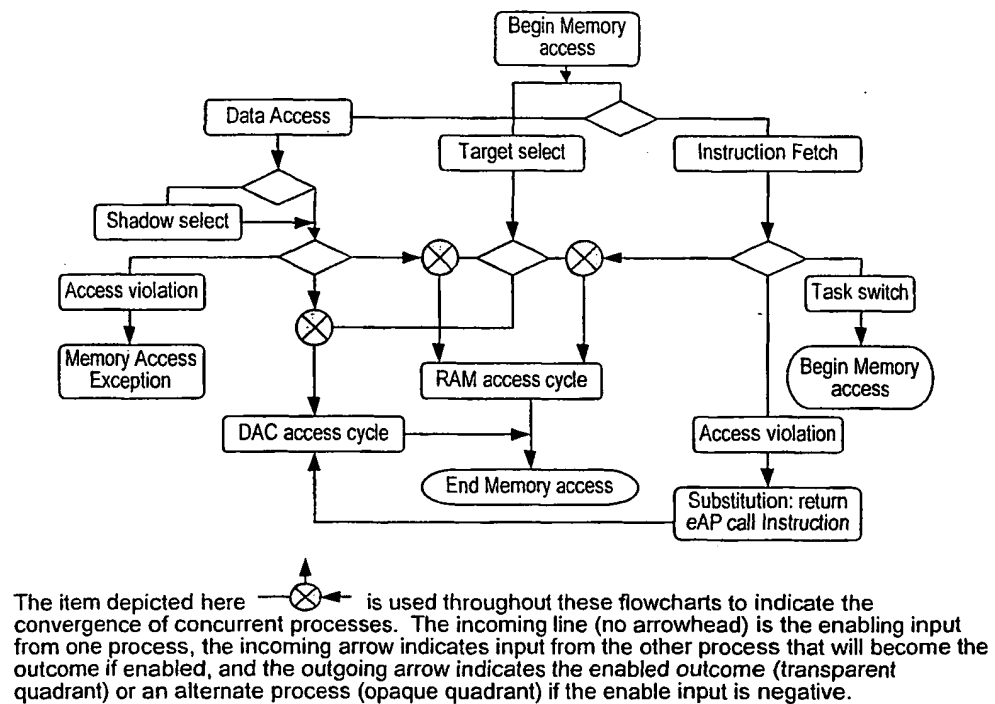 Begin Memory
access
Data Access
Target select
Instruction Fetch
Shadow select
Access violation
Task switch
Memory Access
Exception
RAM access cycle
Begin Memory
access
DAC access cycle
Access violation
End Memory access
Substitution: return
eAP call Instruction
The item depicted here is used throughout these flowcharts to indicate the
convergence of concurrent processes. The incoming line (no arrowhead) is the enabling input
from one process, the incoming arrow indicates input from the other process that will become the
outcome if enabled, and the outgoing arrow indicates the enabled outcome (transparent
quadrant) or an alternate process (opaque quadrant) if the enable input is negative.